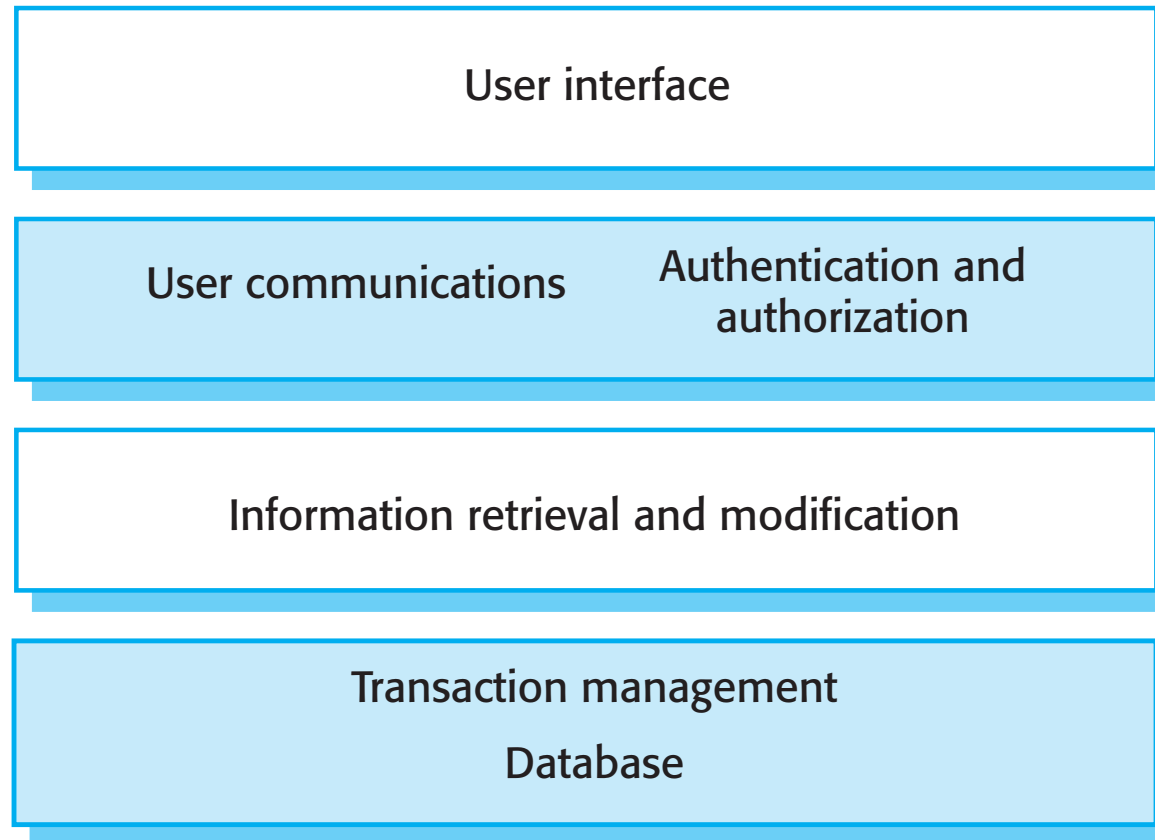 User interface
User communications
Authentication and
authorization
Information retrieval and modification
Transaction management
Database